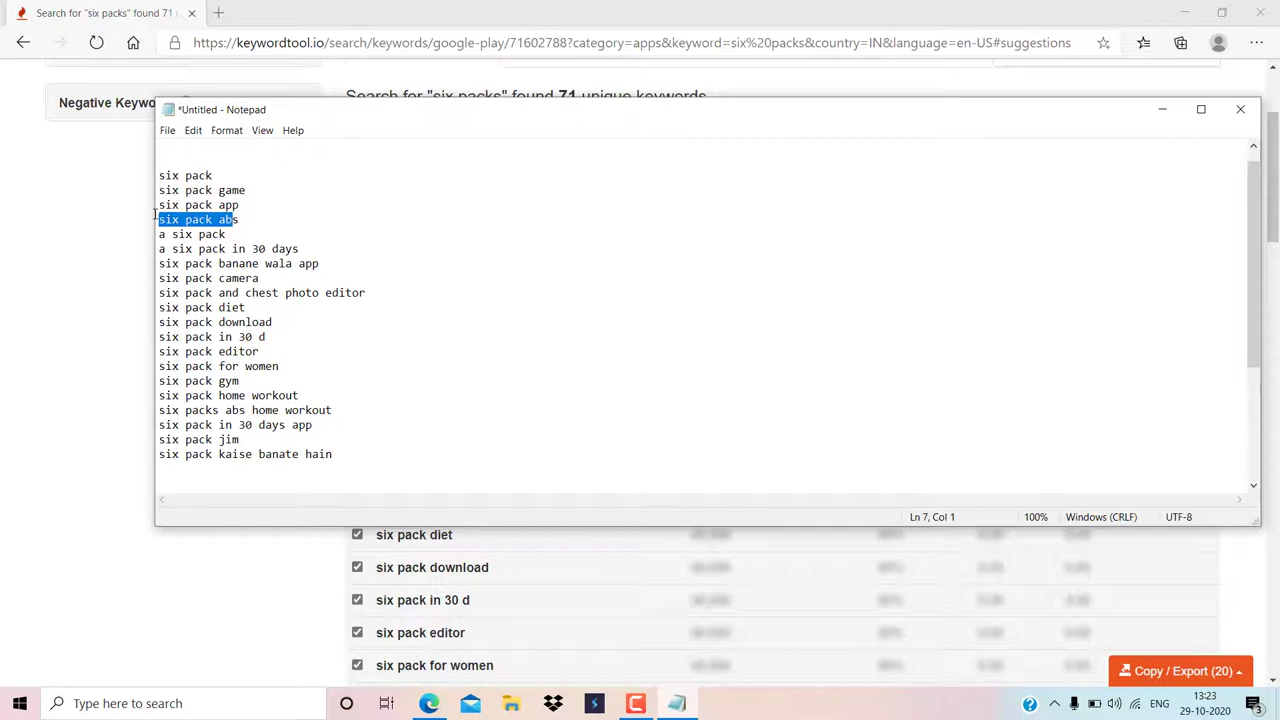 Search for "six packs" found 71 
https://keywordtool.io/search/keywords/google-play/71602788?category=apps&keyword=six%20packs&country=IN&language=en-US#suggestions
Negative Keywo
Search for "six packs" found 71 unique keywords
*Untitled - Notepad
File Edit Format View Help
six pack
six pack game
six pack app
six pack abs
a six pack
a six pack in 30 days
six pack banane wala app
six pack camera
six pack and chest photo editor
six pack diet
six pack download
six pack in 30 d
six pack editor
six pack for women
six pack gym
six pack home workout
six packs abs home workout
six pack in 30 days app
six pack jim
six pack kaise banate hain
Ln 7, Col 1 100% Windows (CRLF) UTF-8
six pack diet
six pack download
six pack in 30 d
six pack editor
six pack for women
Copy / Export (20)
Type here to search
ENG
13:23
29-10-2020
3